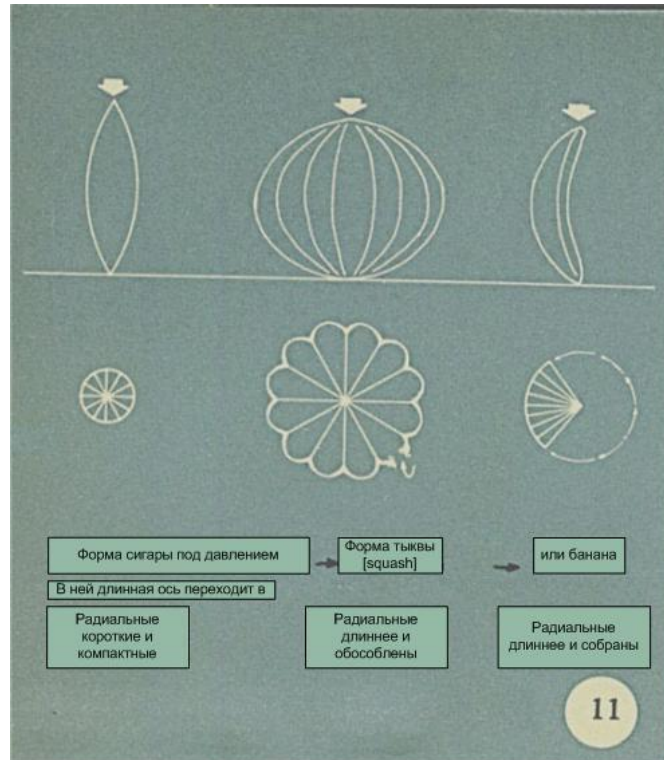 Форма сигары под давлением
Форма тыквы
[squash]
или банана
В ней длинная ось переходит в
Радиальные
короткие и
компактные
Радиальные
длиннее и
обособлены
Радиальные
длиннее и собраны
11